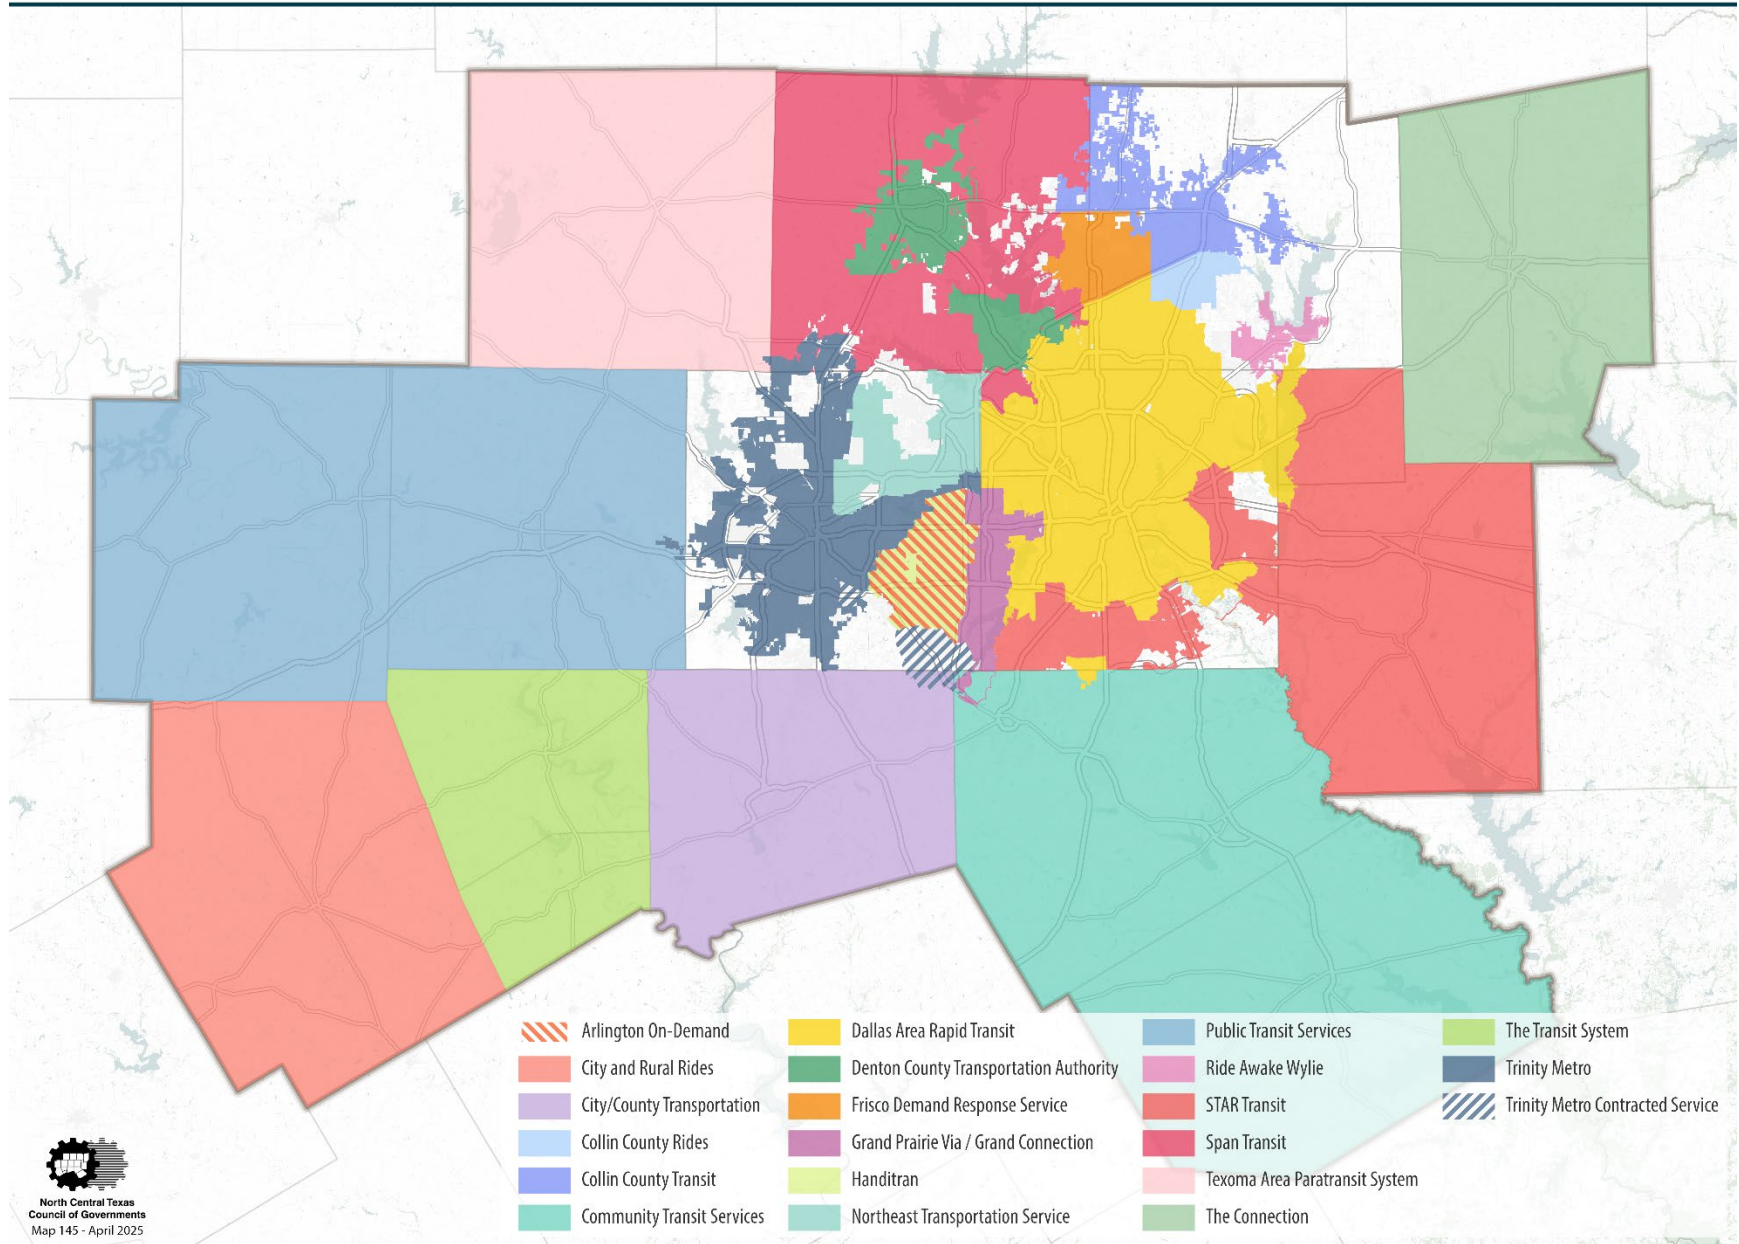 Arlington On-Demand
City and Rural Rides
City/County Transportation
Collin County Rides
Collin County Transit
Community Transit Services
Dallas Area Rapid Transit
Denton County Transportation Authority
Frisco Demand Response Service
Grand Prairie Via / Grand Connection
Handitran
Northeast Transportation Service
Public Transit Services
Ride Awake Wylie
STAR Transit
Span Transit
Texoma Area Paratransit System
The Connection
The Transit System
Trinity Metro
Trinity Metro Contracted Service
North Central Texas
Council of Governments
Map 145 - April 2025